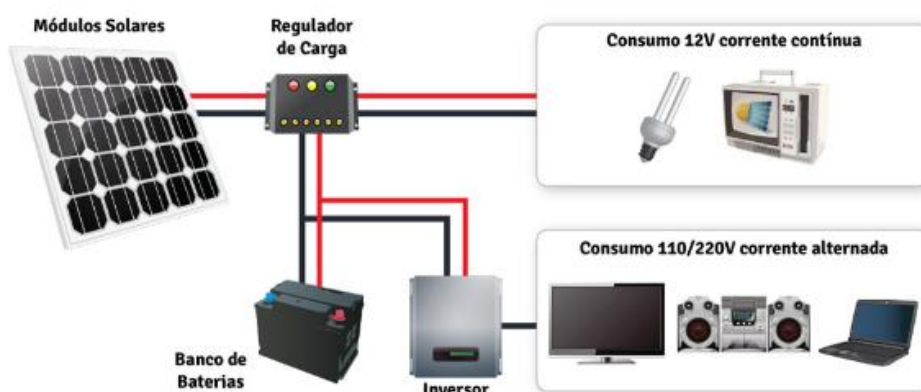 Módulos Solares
Regulador
de Carga
Consumo 12V corrente contínua
Consumo 110/220V corrente alternada
Banco de
Baterias
Inversor